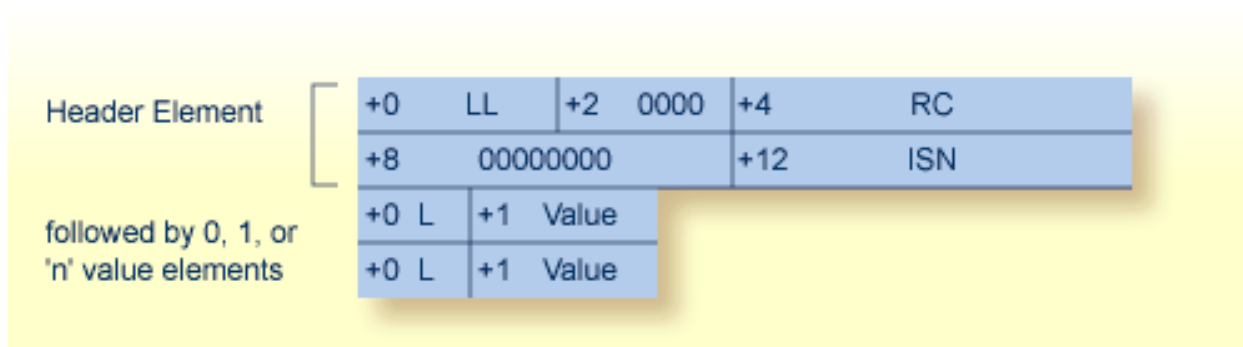 Header Element
+0 LL +2 0000 +4 RC
+8 00000000 +12 ISN
followed by 0, 1, or
'n' value elements
+0 L +1 Value
+0 L +1 Value